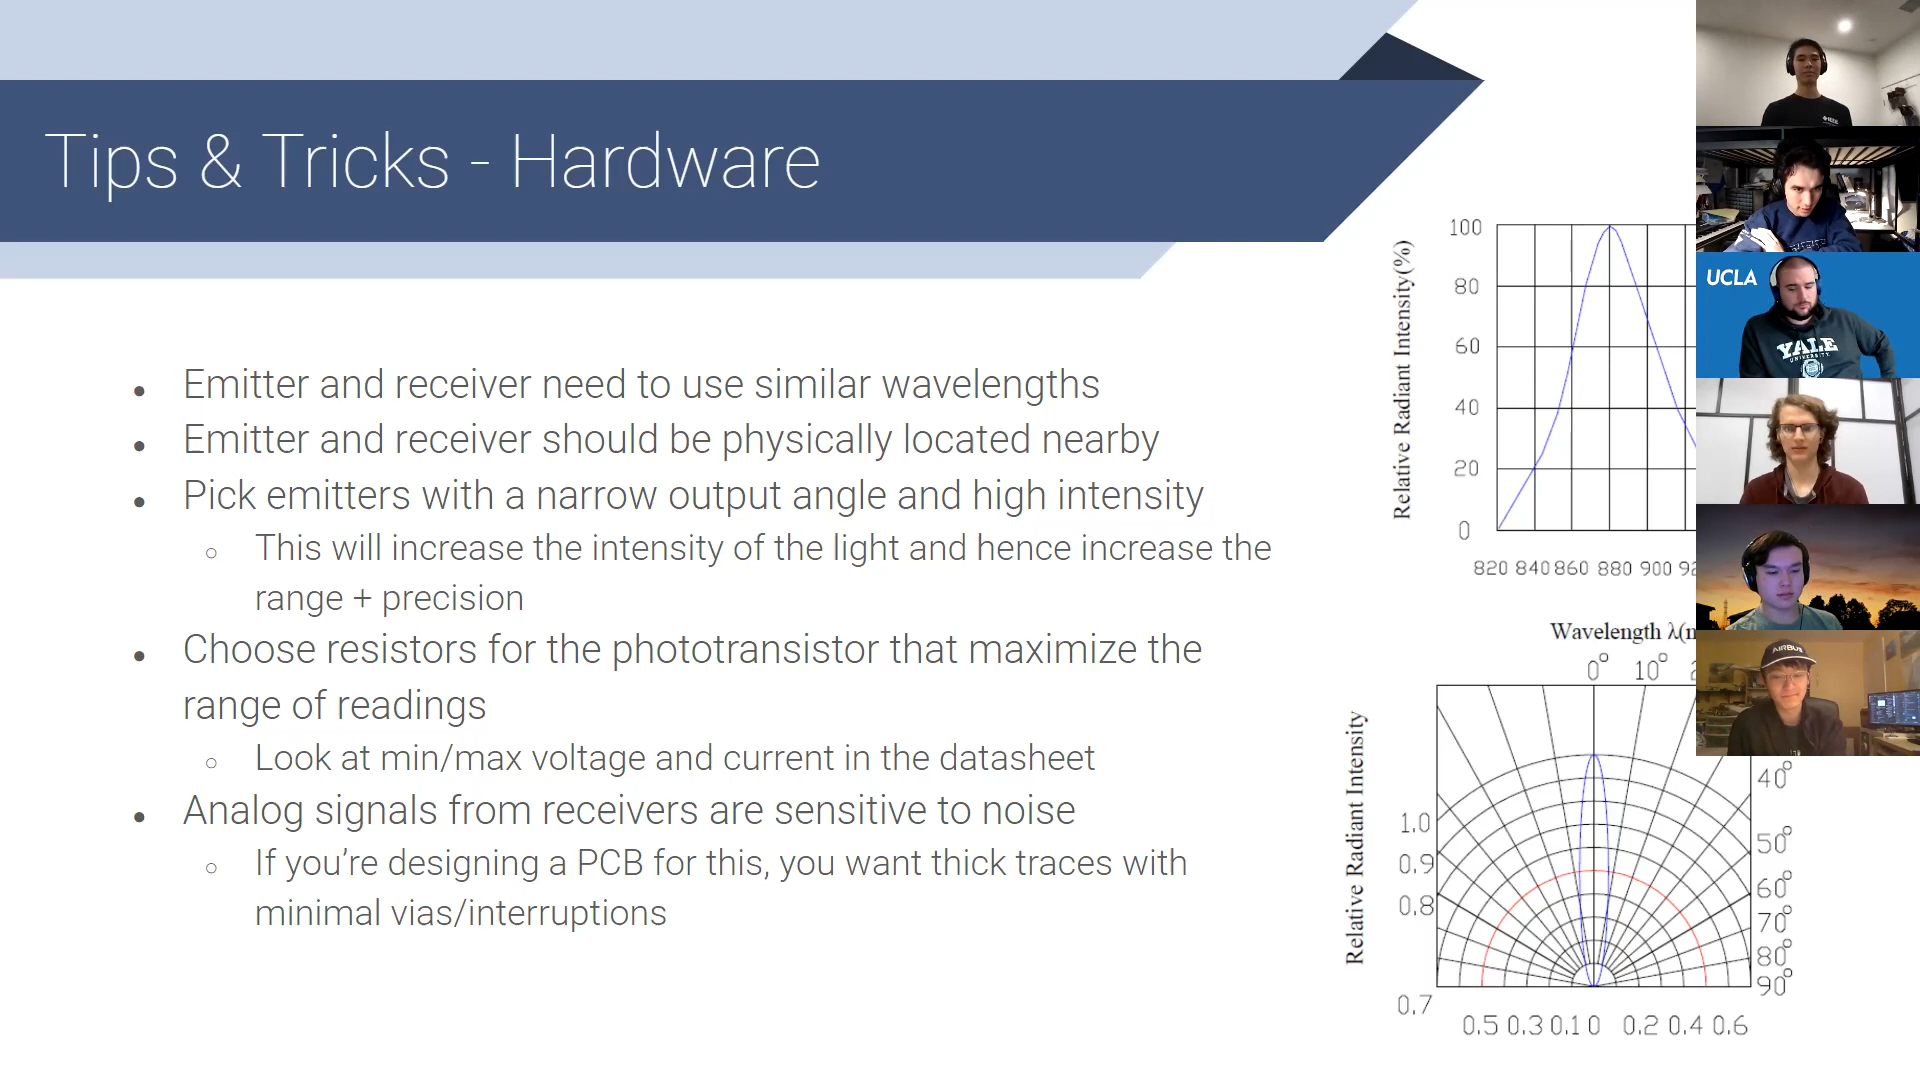 Tips & Tricks - Hardware
● Emitter and receiver need to use similar wavelengths
● Emitter and receiver should be physically located nearby
● Pick emitters with a narrow output angle and high intensity
○ This will increase the intensity of the light and hence increase the
range + precision
● Choose resistors for the phototransistor that maximize the
range of readings
○ Look at min/max voltage and current in the datasheet
● Analog signals from receivers are sensitive to noise
○ If you’re designing a PCB for this, you want thick traces with
minimal vias/interruptions
Relative Radiant Intensity(%)
100
80
60
40
20
0
820 840 860 880 900
Wavelength
0° 10°
Relative Radiant Intensity
1.0
0.9
0.8
0.7
40°
50°
60°
70°
80°
90°
0.5 0.3 0.1 0 0.2 0.4 0.6
UCLA
YALE
UNIVERSITY
AIRBUS